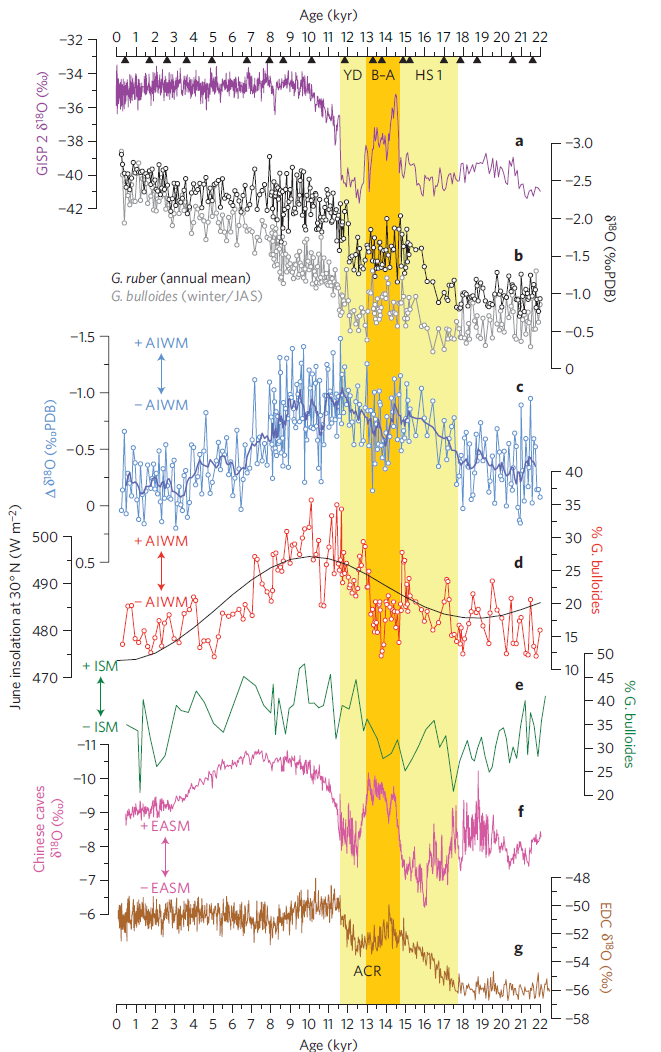 Age (kyr)
0 1 2 3 4 5 6 7 8 9 10 11 12 13 14 15 16 17 18 19 20 21 22
YD B–A HS 1
−32
−34
−36
−38
−40
−42
GISP 2 δ18O (‰)
a
−3.0
−2.5
−2.0
−1.5
−1.0
−0.5
0
δ18O (‰PDB)
b
G. ruber (annual mean)
G. bulloides (winter/JAS)
−1.5
−1.0
−0.5
0
0.5
Δ δ18O (‰PDB)
+ AIWM
− AIWM
c
40
35
30
25
20
15
10
% G. bulloides
500
490
480
470
June insolation at 30° N (W m−2)
+ AIWM
− AIWM
d
50
45
40
35
30
25
20
% G. bulloides
+ ISM
− ISM
e
−11
−10
−9
−8
−7
−6
Chinese caves
δ18O (‰)
+ EASM
− EASM
f
−48
−50
−52
−54
−56
−58
EDC δ18O (‰)
g
ACR
0 1 2 3 4 5 6 7 8 9 10 11 12 13 14 15 16 17 18 19 20 21 22
Age (kyr)